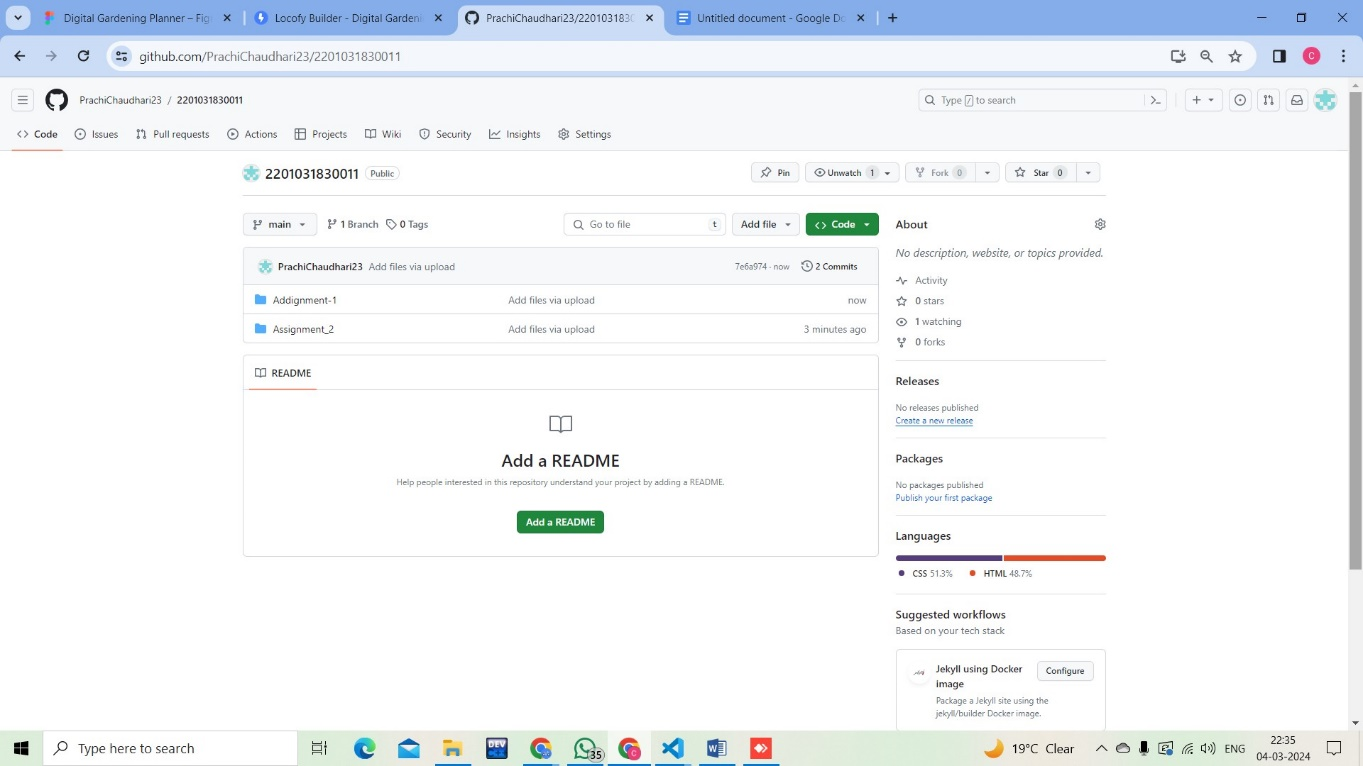 Digital Gardening Planner – Fig
Locofy Builder - Digital Gardeni
PrachiChaudhari23/220103183
Untitled document - Google Do
github.com/PrachiChaudhari23/2201031830011
PrachiChaudhari23 / 2201031830011
Type / to search
Code Issues Pull requests Actions Projects Wiki Security Insights Settings
2201031830011 Public
Pin Unwatch 1 Fork 0 Star 0
main 1 Branch 0 Tags Go to file t Add file Code
PrachiChaudhari23 Add files via upload 7e6a974 · now 2 Commits
Addignment-1 Add files via upload now
Assignment_2 Add files via upload 3 minutes ago
README
Add a README
Help people interested in this repository understand your project by adding a README.
Add a README
About
No description, website, or topics provided.
Activity
0 stars
1 watching
0 forks
Releases
No releases published
Create a new release
Packages
No packages published
Publish your first package
Languages
CSS 51.3% HTML 48.7%
Suggested workflows
Based on your tech stack
Jekyll using Docker
image
Configure
Package a Jekyll site using the
jekyll/builder Docker image.
Type here to search
DEV
35
C
19°C Clear
ENG
22:35
04-03-2024